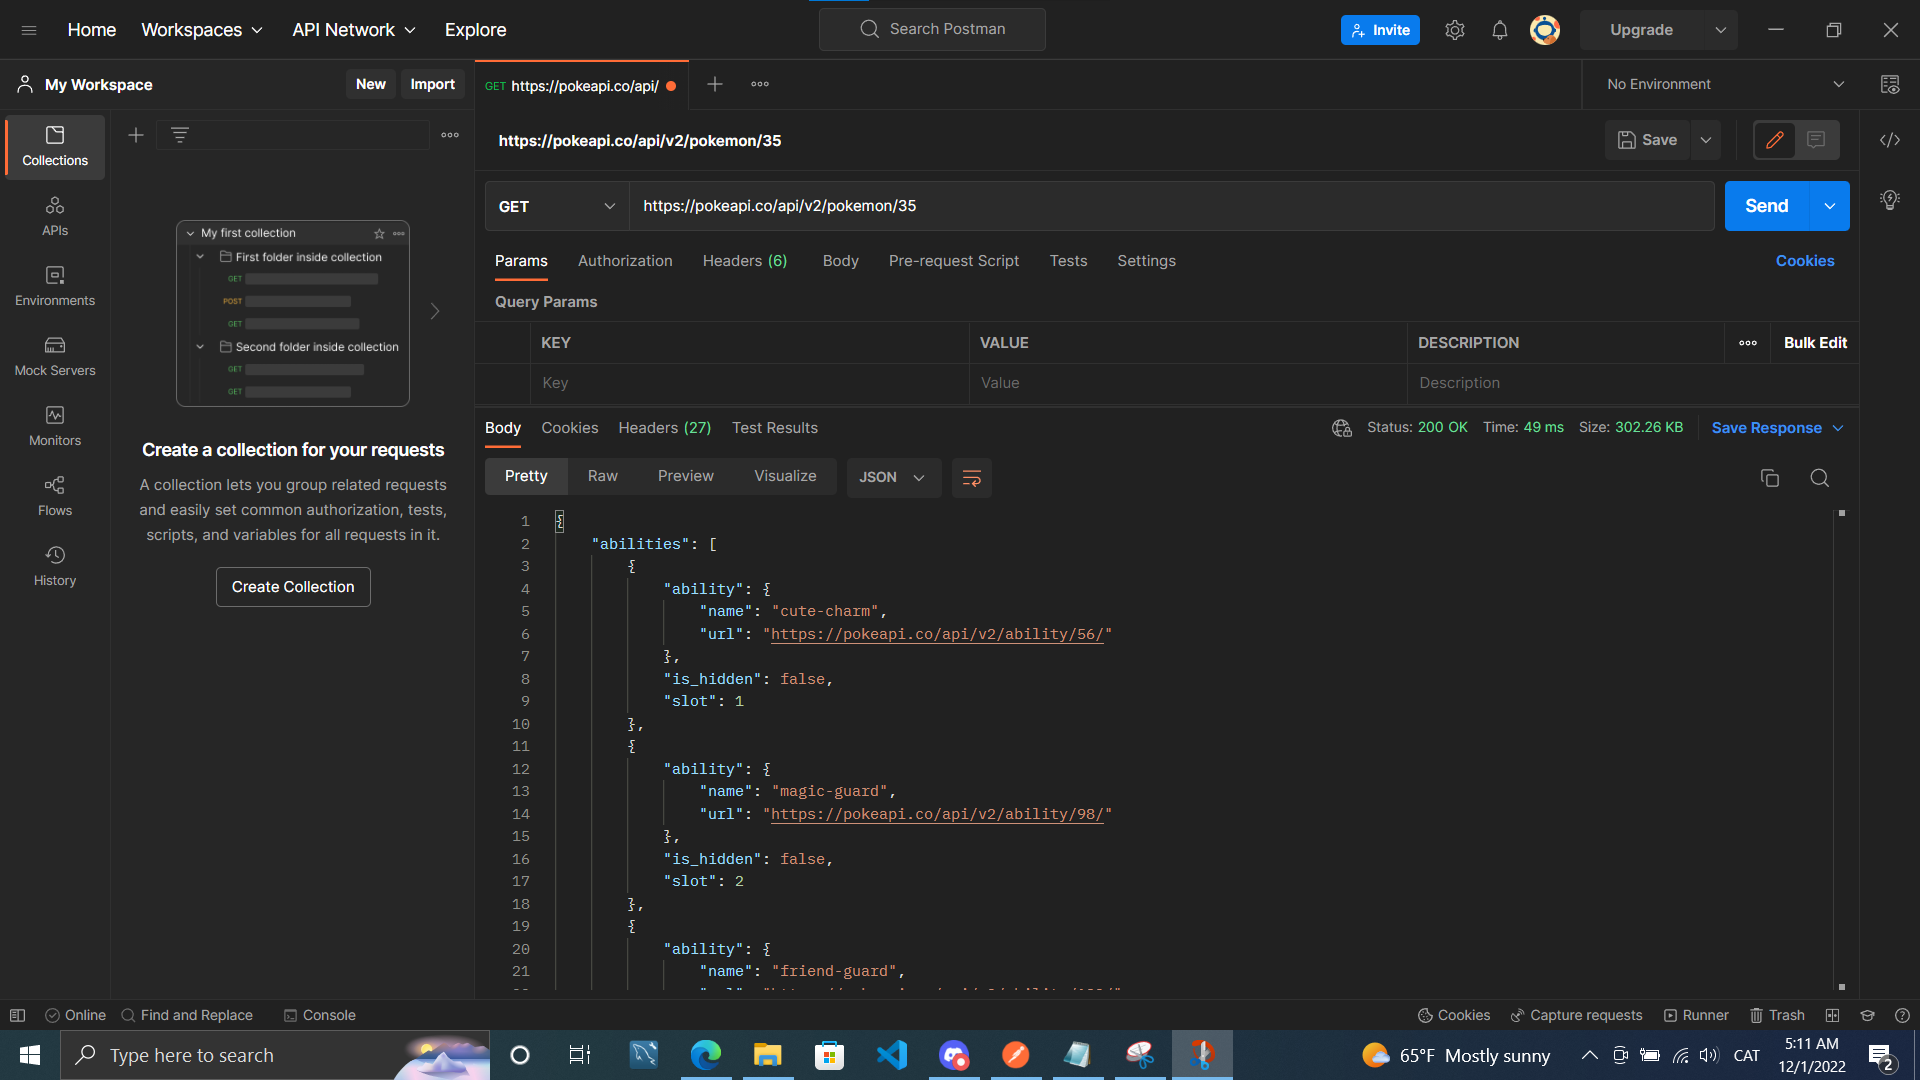 Home
Workspaces
API Network
Explore
Search Postman
Invite
Upgrade
My Workspace
New
Import
GET https://pokeapi.co/api/
No Environment
Collections
APIs
Environments
Mock Servers
Monitors
Flows
History
My first collection
First folder inside collection
GET
POST
GET
Second folder inside collection
GET
GET
Create a collection for your requests
A collection lets you group related requests
and easily set common authorization, tests,
scripts, and variables for all requests in it.
Create Collection
https://pokeapi.co/api/v2/pokemon/35
Save
GET
https://pokeapi.co/api/v2/pokemon/35
Send
Params Authorization Headers (6) Body Pre-request Script Tests Settings Cookies
Query Params
KEY VALUE DESCRIPTION Bulk Edit
Key Value Description
Body Cookies Headers (27) Test Results
Status: 200 OK Time: 49 ms Size: 302.26 KB Save Response
Pretty Raw Preview Visualize JSON
1 {
2 "abilities": [
3 {
4 "ability": {
5 "name": "cute-charm",
6 "url": "https://pokeapi.co/api/v2/ability/56/"
7 },
8 "is_hidden": false,
9 "slot": 1
10 },
11 {
12 "ability": {
13 "name": "magic-guard",
14 "url": "https://pokeapi.co/api/v2/ability/98/"
15 },
16 "is_hidden": false,
17 "slot": 2
18 },
19 {
20 "ability": {
21 "name": "friend-guard",
Online
Find and Replace
Console
Cookies
Capture requests
Runner
Trash
Type here to search
65°F Mostly sunny
CAT
5:11 AM
12/1/2022
2